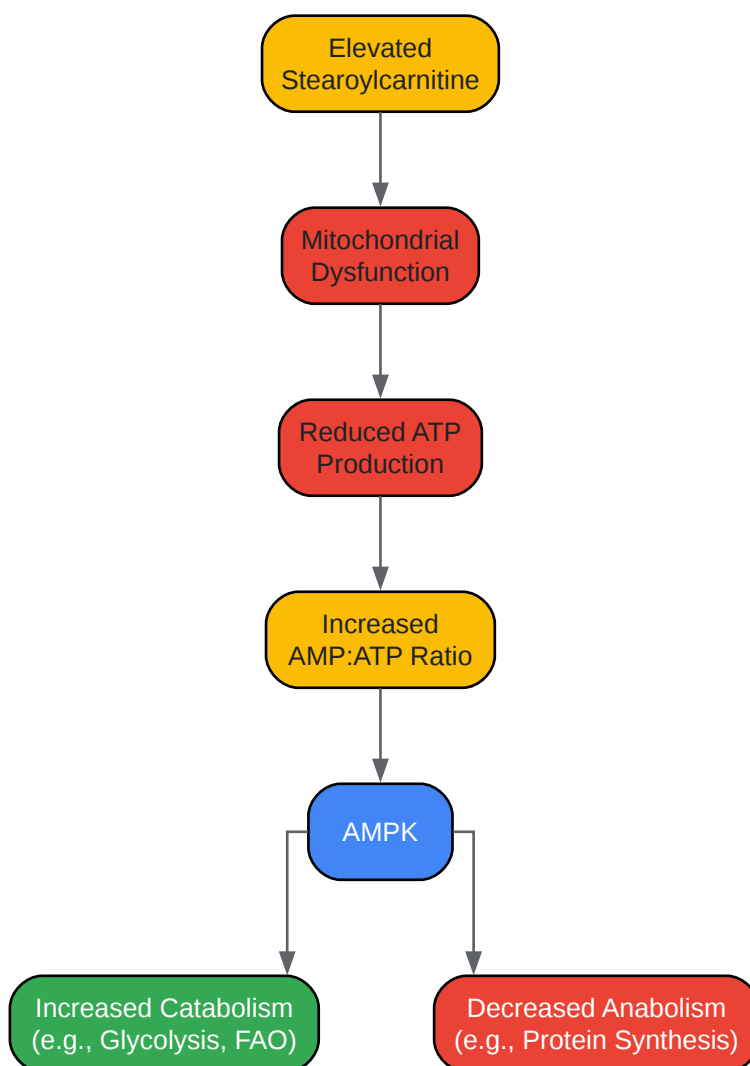 Elevated
Stearoylcarnitine
Mitochondrial
Dysfunction
Reduced ATP
Production
Increased
AMP:ATP Ratio
AMPK
Increased Catabolism
(e.g., Glycolysis, FAO)
Decreased Anabolism
(e.g., Protein Synthesis)